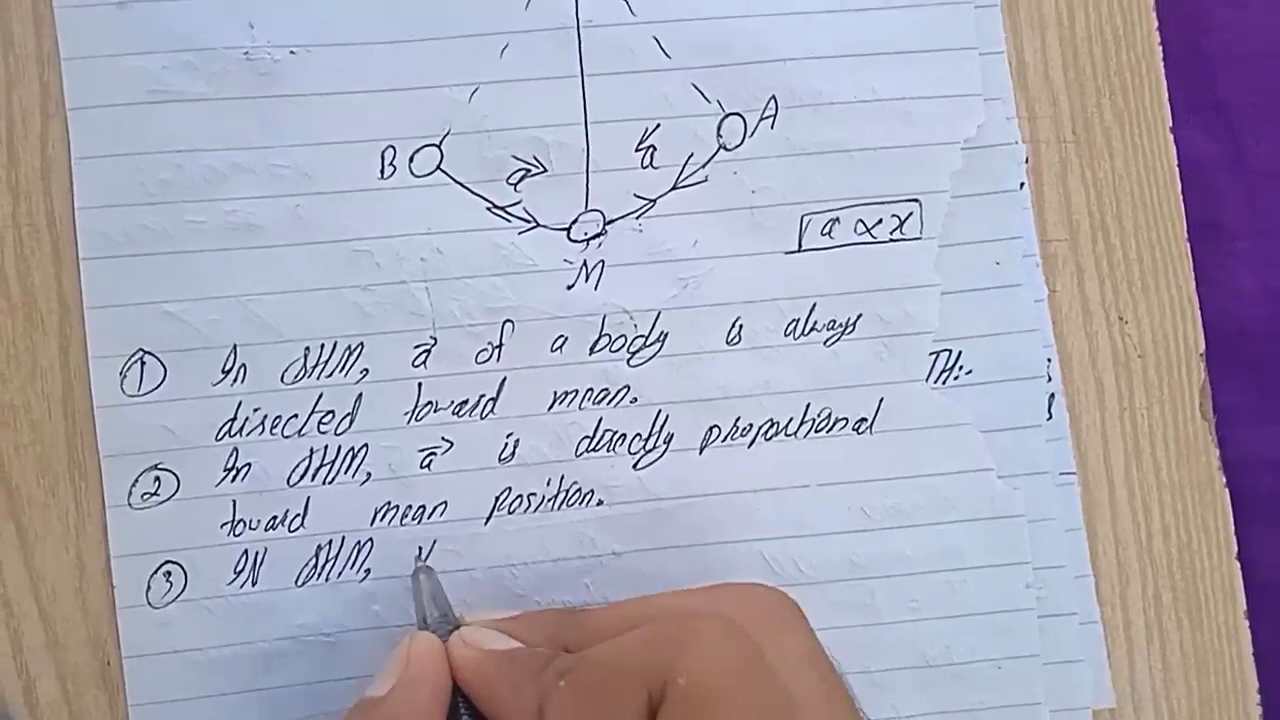 A
B
a
a
a ∝ x
M
① In SHM, a of a body is always
directed toward mean.
TH:-
② In SHM, a is directly proportional
toward mean position.
③ IN SHM, v